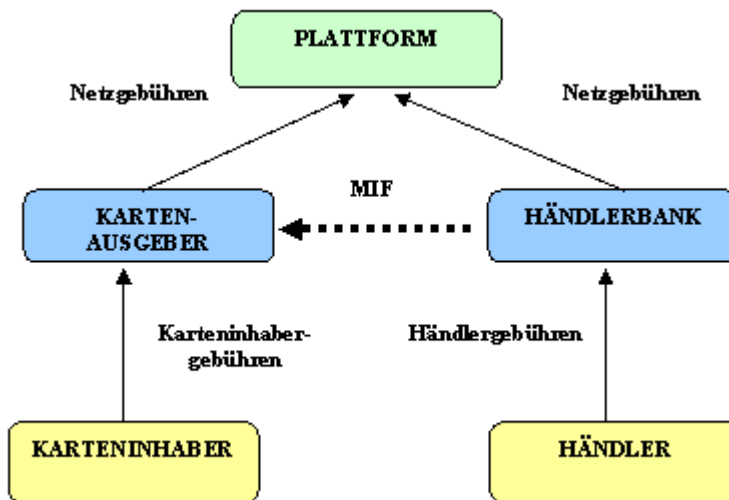 PLATTFORM
Netzgebühren
Netzgebühren
MIF
KARTEN-
AUSGEBER
HÄNDLERBANK
Karteninhaber-
gebühren
Händlergebühren
KARTENINHABER
HÄNDLER